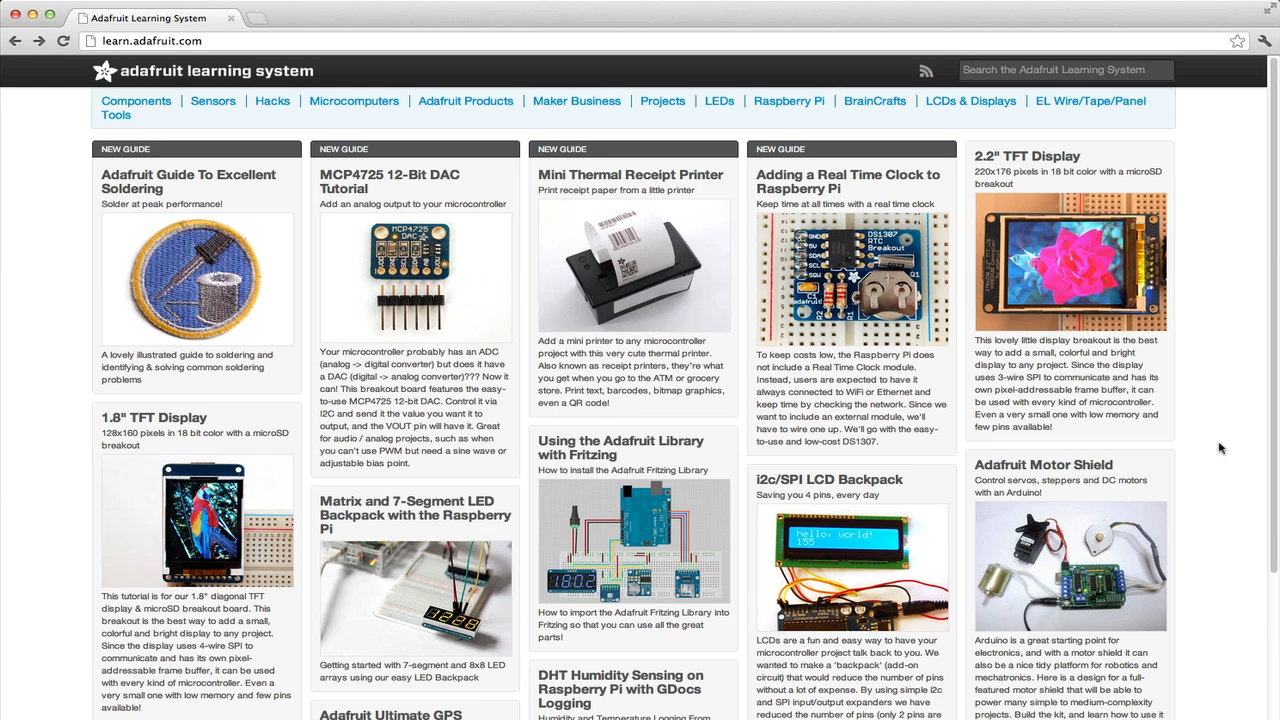 Adafruit Learning System
learn.adafruit.com
adafruit learning system
Search the Adafruit Learning System
Components
Sensors
Hacks
Microcomputers
Adafruit Products
Maker Business
Projects
LEDs
Raspberry Pi
BrainCrafts
LCDs & Displays
EL Wire/Tape/Panel
Tools
NEW GUIDE
Adafruit Guide To Excellent
Soldering
Solder at peak performance!
A lovely illustrated guide to soldering and
identifying & solving common soldering
problems
1.8" TFT Display
128x160 pixels in 18 bit color with a microSD
breakout
This tutorial is for our 1.8" diagonal TFT
display & microSD breakout board. This
breakout is the best way to add a small,
colorful and bright display to any project.
Since the display uses 4-wire SPI to
communicate and has its own pixel-
addressable frame buffer, it can be used
with every kind of microcontroller. Even a
very small one with low memory and few pins
available!
NEW GUIDE
MCP4725 12-Bit DAC
Tutorial
Add an analog output to your microcontroller
MCP4725
DAC
Your microcontroller probably has an ADC
(analog -> digital converter) but does it have
a DAC (digital -> analog converter)??? Now it
can! This breakout board features the easy-
to-use MCP4725 12-bit DAC. Control it via
I2C and send it the value you want it to
output, and the VOUT pin will have it. Great
for audio / analog projects, such as when
you can't use PWM but need a sine wave or
adjustable bias point.
Matrix and 7-Segment LED
Backpack with the Raspberry
Pi
Getting started with 7-segment and 8x8 LED
arrays using our easy LED Backpack
Adafruit Ultimate GPS
NEW GUIDE
Mini Thermal Receipt Printer
Print receipt paper from a little printer
Add a mini printer to any microcontroller
project with this very cute thermal printer.
Also known as receipt printers, they're what
you get when you go to the ATM or grocery
store. Print text, barcodes, bitmap graphics,
even a QR code!
Using the Adafruit Library
with Fritzing
How to install the Adafruit Fritzing Library
18:02
How to import the Adafruit Fritzing Library into
Fritzing so that you can use all the great
parts!
DHT Humidity Sensing on
Raspberry Pi with GDocs
Logging
Humidity and Temperature Logging From
NEW GUIDE
Adding a Real Time Clock to
Raspberry Pi
Keep time at all times with a real time clock
DS1307
RTC
Breakout
To keep costs low, the Raspberry Pi does
not include a Real Time Clock module.
Instead, users are expected to have it
always connected to WiFi or Ethernet and
keep time by checking the network. Since we
want to include an external module, we'll
have to wire one up. We'll go with the easy-
to-use and low-cost DS1307.
i2c/SPI LCD Backpack
Saving you 4 pins, every day
hello, world!
155
LCDs are a fun and easy way to have your
microcontroller project talk back to you. We
wanted to make a 'backpack' (add-on
circuit) that would reduce the number of pins
without a lot of expense. By using simple i2c
and SPI input/output expanders we have
reduced the number of pins (only 2 pins are
2.2" TFT Display
220x176 pixels in 18 bit color with a microSD
breakout
This lovely little display breakout is the best
way to add a small, colorful and bright
display to any project. Since the display
uses 3-wire SPI to communicate and has its
own pixel-addressable frame buffer, it can
be used with every kind of microcontroller.
Even a very small one with low memory and
few pins available!
Adafruit Motor Shield
Control servos, steppers and DC motors
with an Arduino!
Arduino is a great starting point for
electronics, and with a motor shield it can
also be a nice tidy platform for robotics and
mechatronics. Here is a design for a full-
featured motor shield that will be able to
power many simple to medium-complexity
projects. Build the kit, and learn how to use it